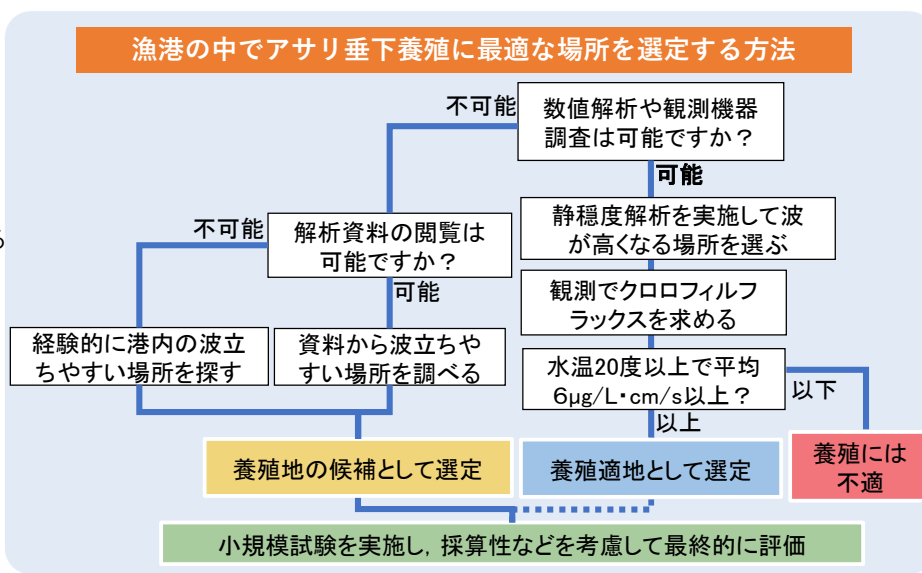 漁港の中でアサリ垂下養殖に最適な場所を選定する方法
不可能
数値解析や観測機器
調査は可能ですか？
可能
不可能
解析資料の閲覧は
可能ですか？
静穏度解析を実施して波
が高くなる場所を選ぶ
可能
観測でクロロフィルフ
ラックスを求める
経験的に港内の波立
ちやすい場所を探す
資料から波立ちや
すい場所を調べる
水温20度以上で平均
6µg/L・cm/s以上？
以下
以上
養殖地の候補として選定
養殖適地として選定
養殖には
不適
小規模試験を実施し，採算性などを考慮して最終的に評価